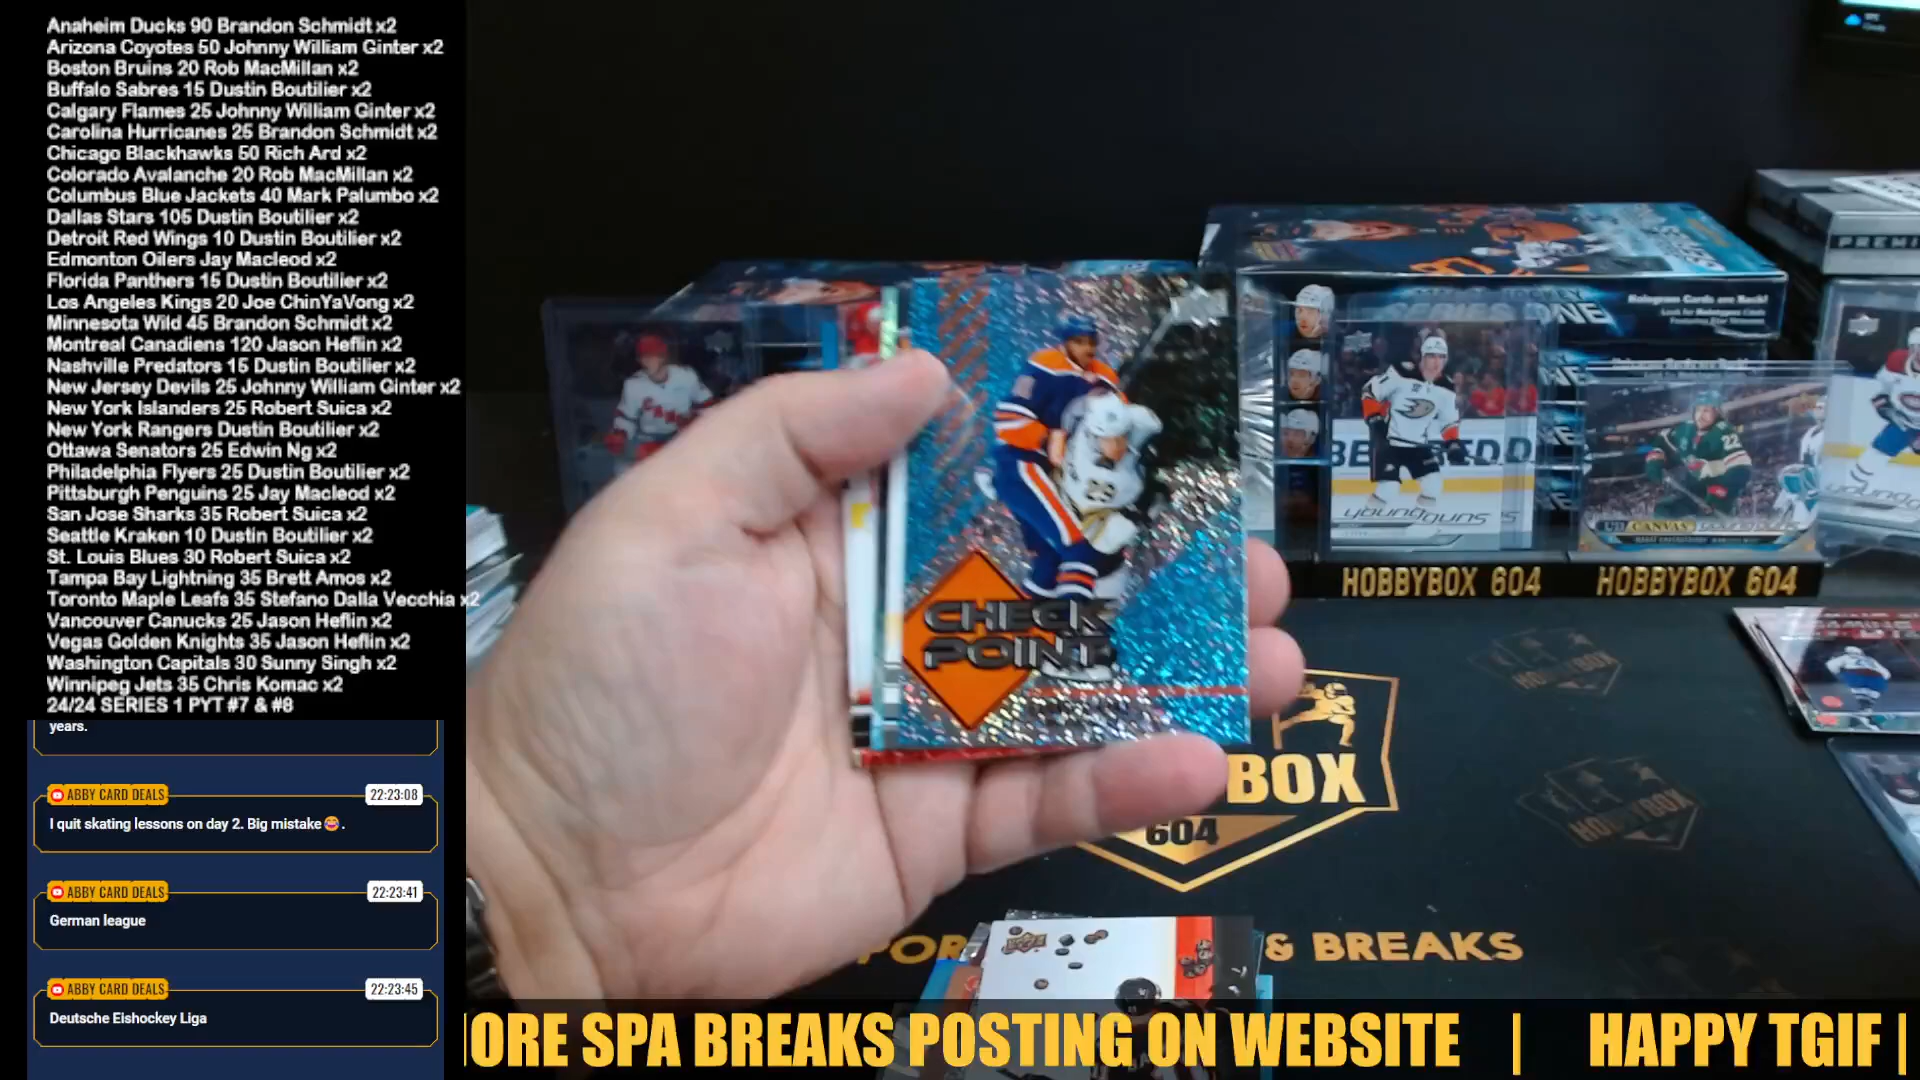 Anaheim Ducks 90 Brandon Schmidt x2
Arizona Coyotes 50 Johnny William Ginter x2
Boston Bruins 20 Rob MacMillan x2
Buffalo Sabres 15 Dustin Boutilier x2
Calgary Flames 25 Johnny William Ginter x2
Carolina Hurricanes 25 Brandon Schmidt x2
Chicago Blackhawks 50 Rich Ard x2
Colorado Avalanche 20 Rob MacMillan x2
Columbus Blue Jackets 40 Mark Palumbo x2
Dallas Stars 105 Dustin Boutilier x2
Detroit Red Wings 10 Dustin Boutilier x2
Edmonton Oilers Jay Macleod x2
Florida Panthers 15 Dustin Boutilier x2
Los Angeles Kings 20 Joe ChinYaVong x2
Minnesota Wild 45 Brandon Schmidt x2
Montreal Canadiens 120 Jason Heflin x2
Nashville Predators 15 Dustin Boutilier x2
New Jersey Devils 25 Johnny William Ginter x2
New York Islanders 25 Robert Suica x2
New York Rangers Dustin Boutilier x2
Ottawa Senators 25 Edwin Ng x2
Philadelphia Flyers 25 Dustin Boutilier x2
Pittsburgh Penguins 25 Jay Macleod x2
San Jose Sharks 35 Robert Suica x2
Seattle Kraken 10 Dustin Boutilier x2
St. Louis Blues 30 Robert Suica x2
Tampa Bay Lightning 35 Brett Amos x2
Toronto Maple Leafs 35 Stefano Dalla Vecchia x2
Vancouver Canucks 25 Jason Heflin x2
Vegas Golden Knights 35 Jason Heflin x2
Washington Capitals 30 Sunny Singh x2
Winnipeg Jets 35 Chris Komac x2
24/24 SERIES 1 PYT #7 & #8
years.
ABBY CARD DEALS 22:23:08
I quit skating lessons on day 2. Big mistake😂.
ABBY CARD DEALS 22:23:41
German league
ABBY CARD DEALS 22:23:45
Deutsche Eishockey Liga
CHECK
POINT
Hologram Cards are Back!
young guns
UD CANVAS
HOBBYBOX 604
HOBBYBOX 604
BOX
604
& BREAKS
ORE SPA BREAKS POSTING ON WEBSITE | HAPPY TGIF |